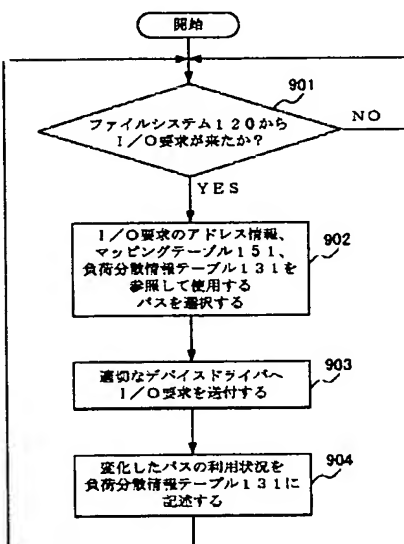 開始
901
ファイルシステム120から
I/O要求が来たか?
NO
YES
I/O要求のアドレス情報、
マッピングテーブル151、
負荷分散情報テーブル131を
参照して使用する
パスを選択する
902
適切なデバイスドライバへ
I/O要求を送付する
903
変化したパスの利用状況を
負荷分散情報テーブル131に
記述する
904